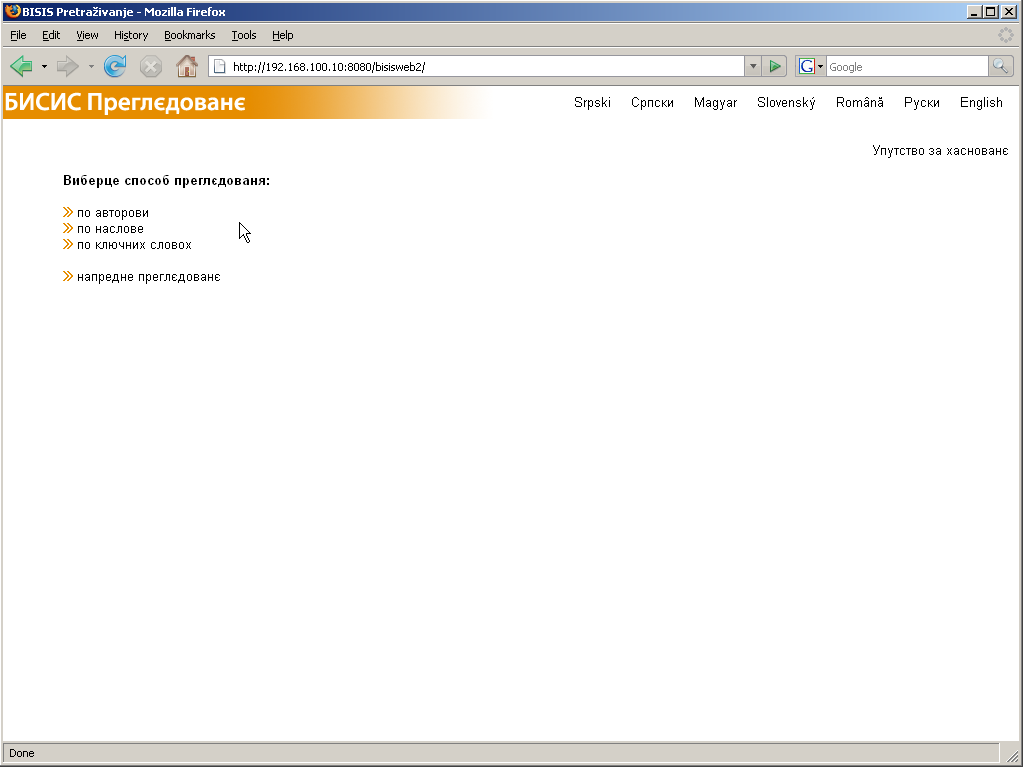 BISIS Pretraživanje - Mozilla Firefox
File Edit View History Bookmarks Tools Help
http://192.168.100.10:8080/bisisweb2/ G Google
БИСИС Преглєдованє Srpski Српски Magyar Slovenský Română Руски English
Упутство за хаснованє
Виберце способ преглєдованя:
по авторови
по наслове
по ключних словох
напредне преглєдованє
Done